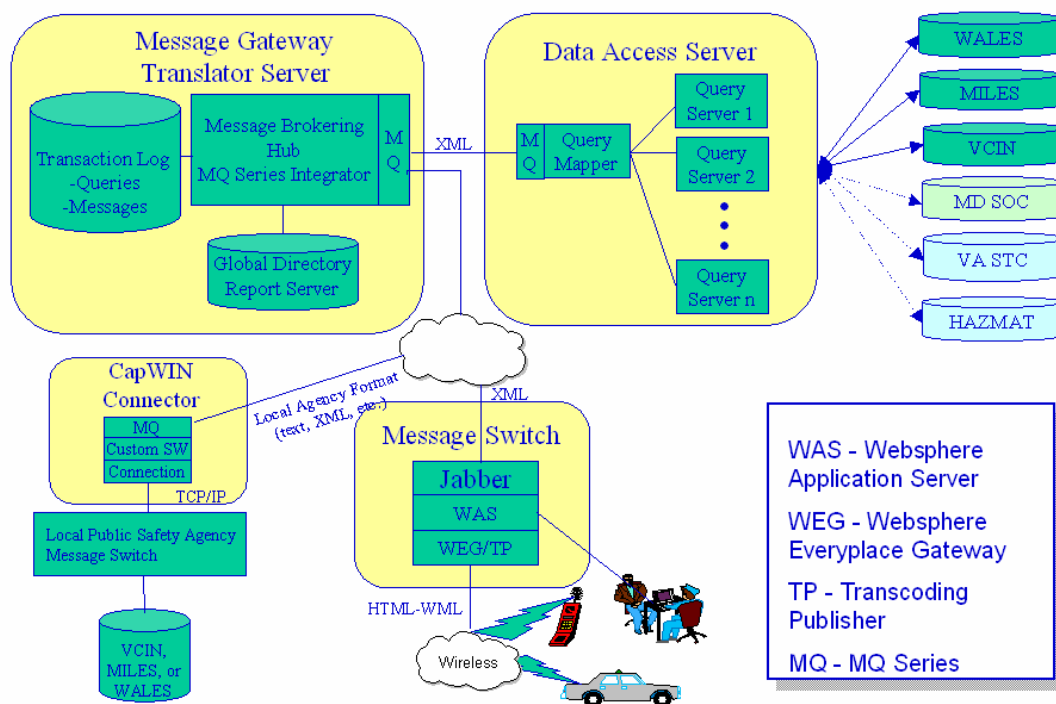 Message Gateway
Translator Server
Transaction Log
-Queries
-Messages
Message Brokering
Hub
MQ Series Integrator
M
Q
Global Directory
Report Server
XML
Data Access Server
M
Q
Query
Mapper
Query
Server 1
Query
Server 2
Query
Server n
WALES
MILES
VCIN
MD SOC
VA STC
HAZMAT
CapWIN
Connector
MQ
Custom SW
Connection
TCP/IP
Local Public Safety Agency
Message Switch
VCIN,
MILES, or
WALES
Local Agency Format
(text, XML, etc.)
XML
Message Switch
Jabber
WAS
WEG/TP
HTML-WML
Wireless
WAS - Websphere
Application Server
WEG - Websphere
Everyplace Gateway
TP - Transcoding
Publisher
MQ - MQ Series